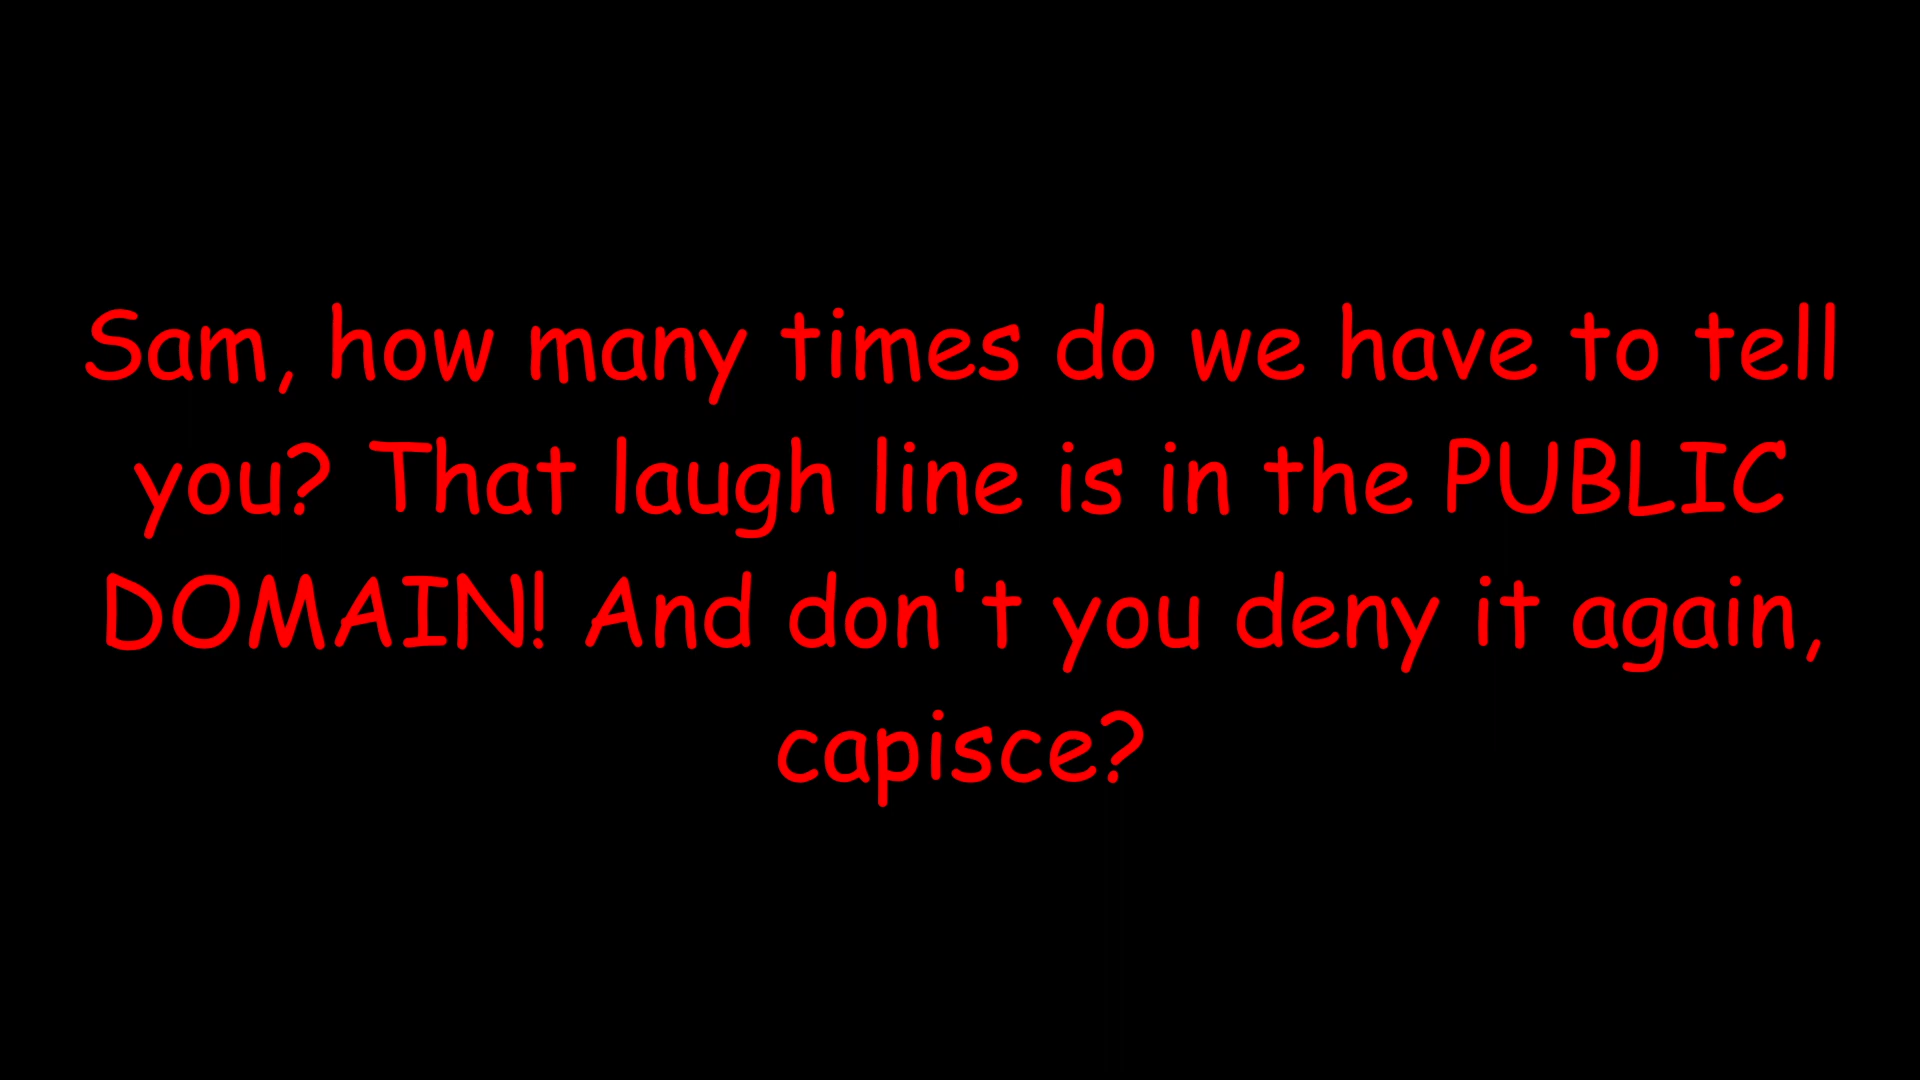 Sam, how many times do we have to tell
you? That laugh line is in the PUBLIC
DOMAIN! And don't you deny it again,
capisce?